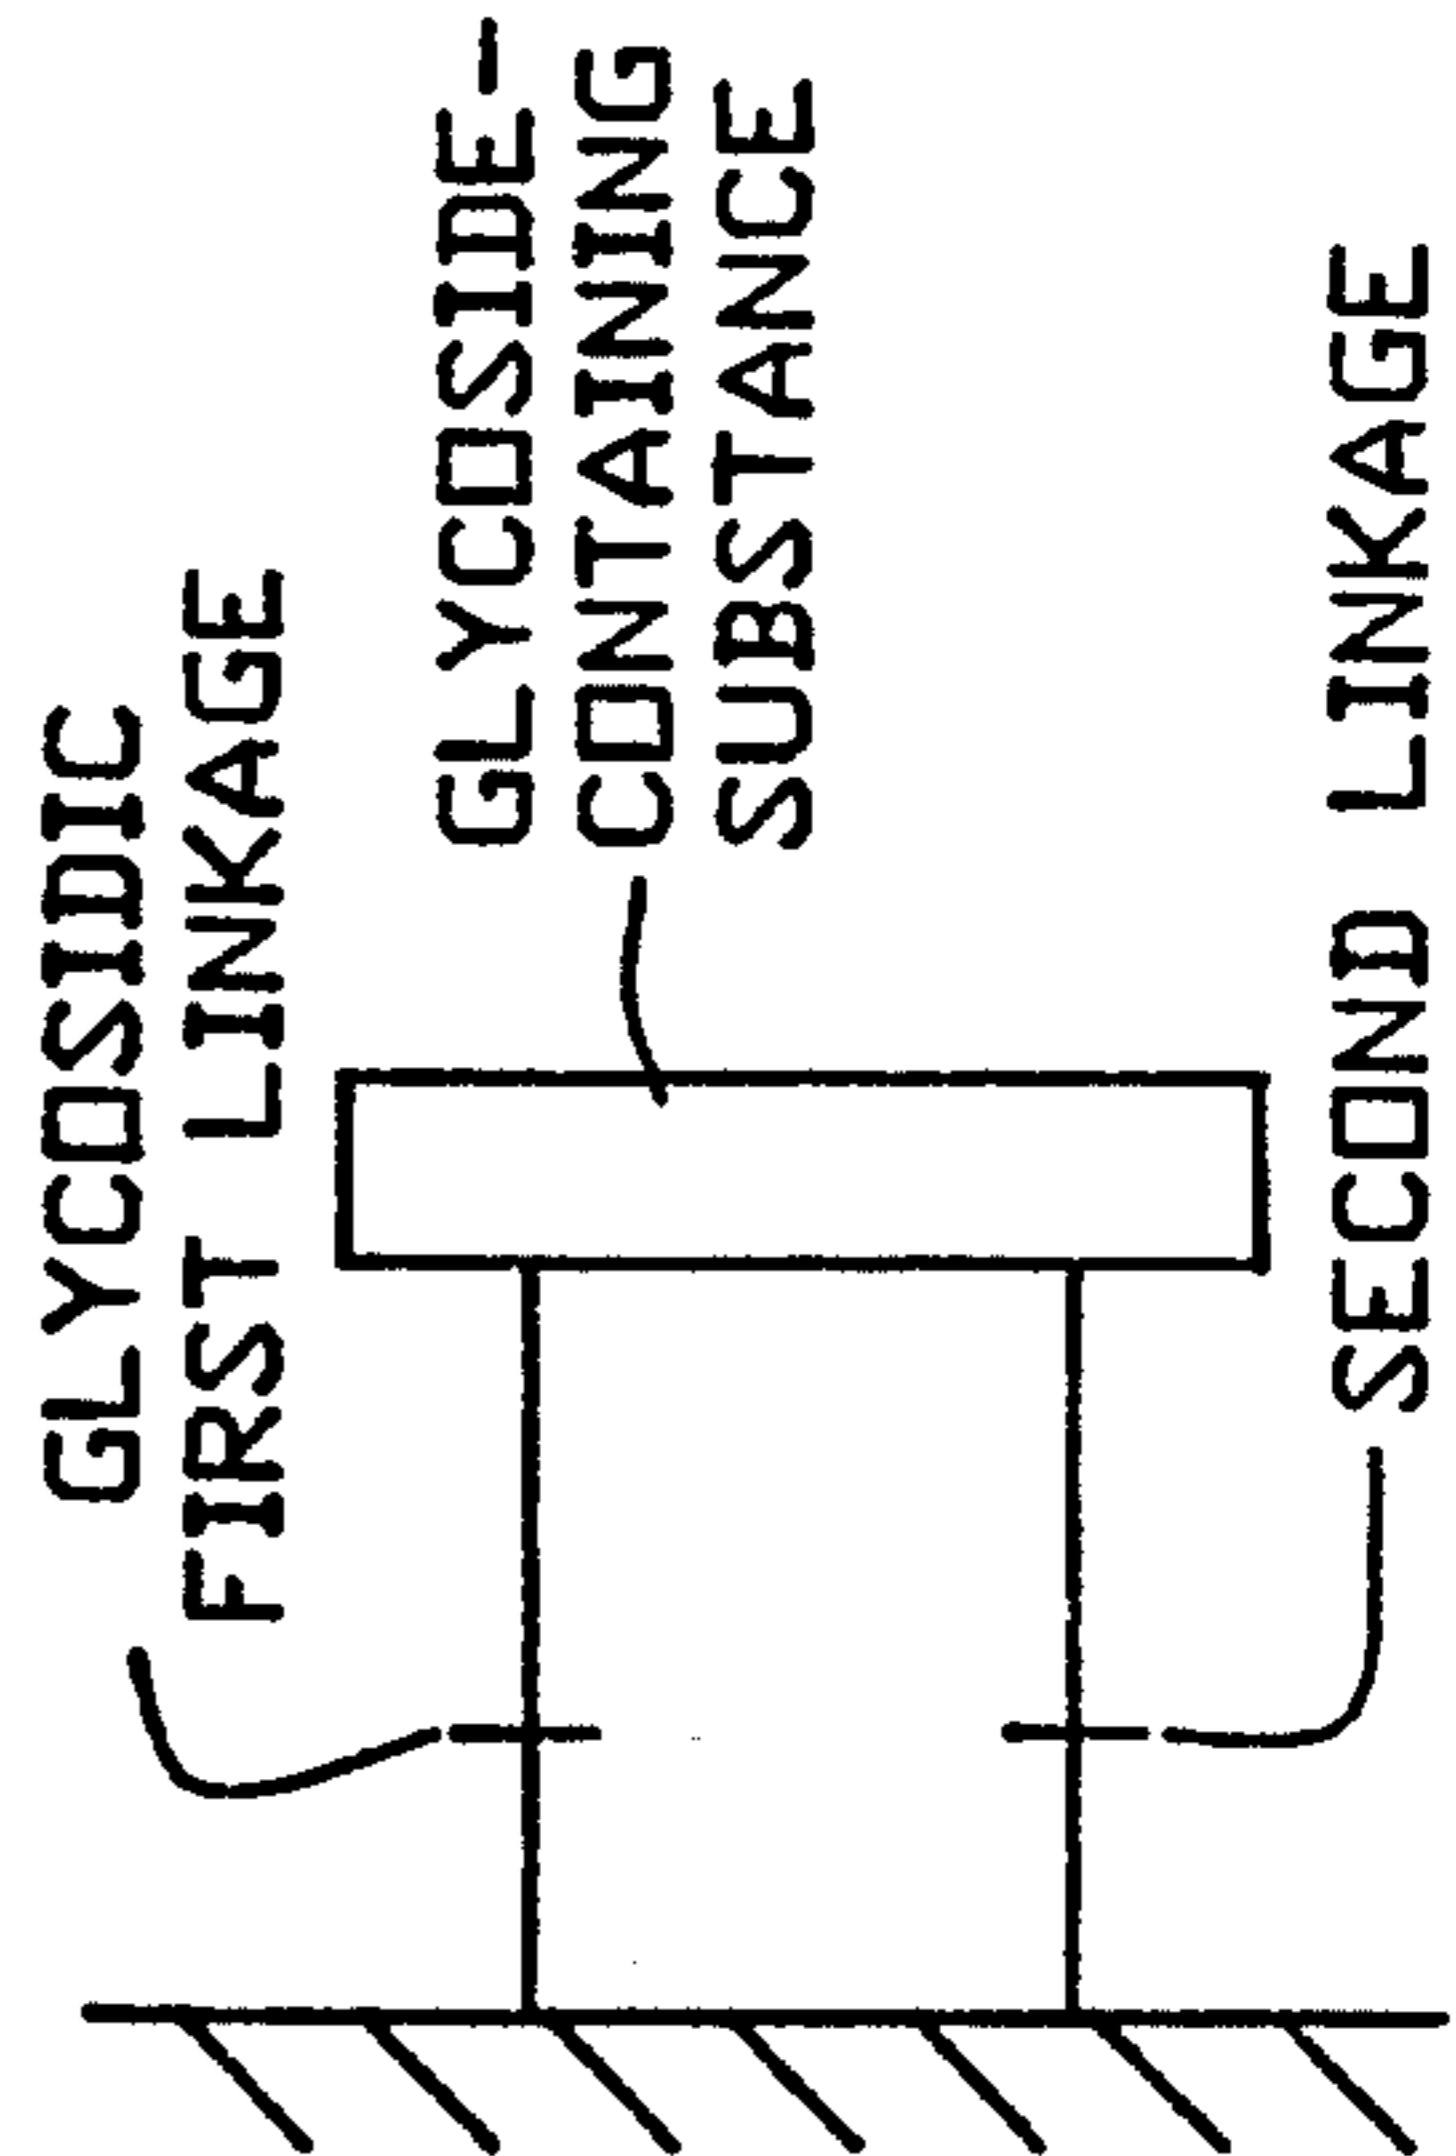 GLYCOSIDIC
FIRST LINKAGE
GLYCOSIDE-
CONTAINING
SUBSTANCE
SECOND LINKAGE